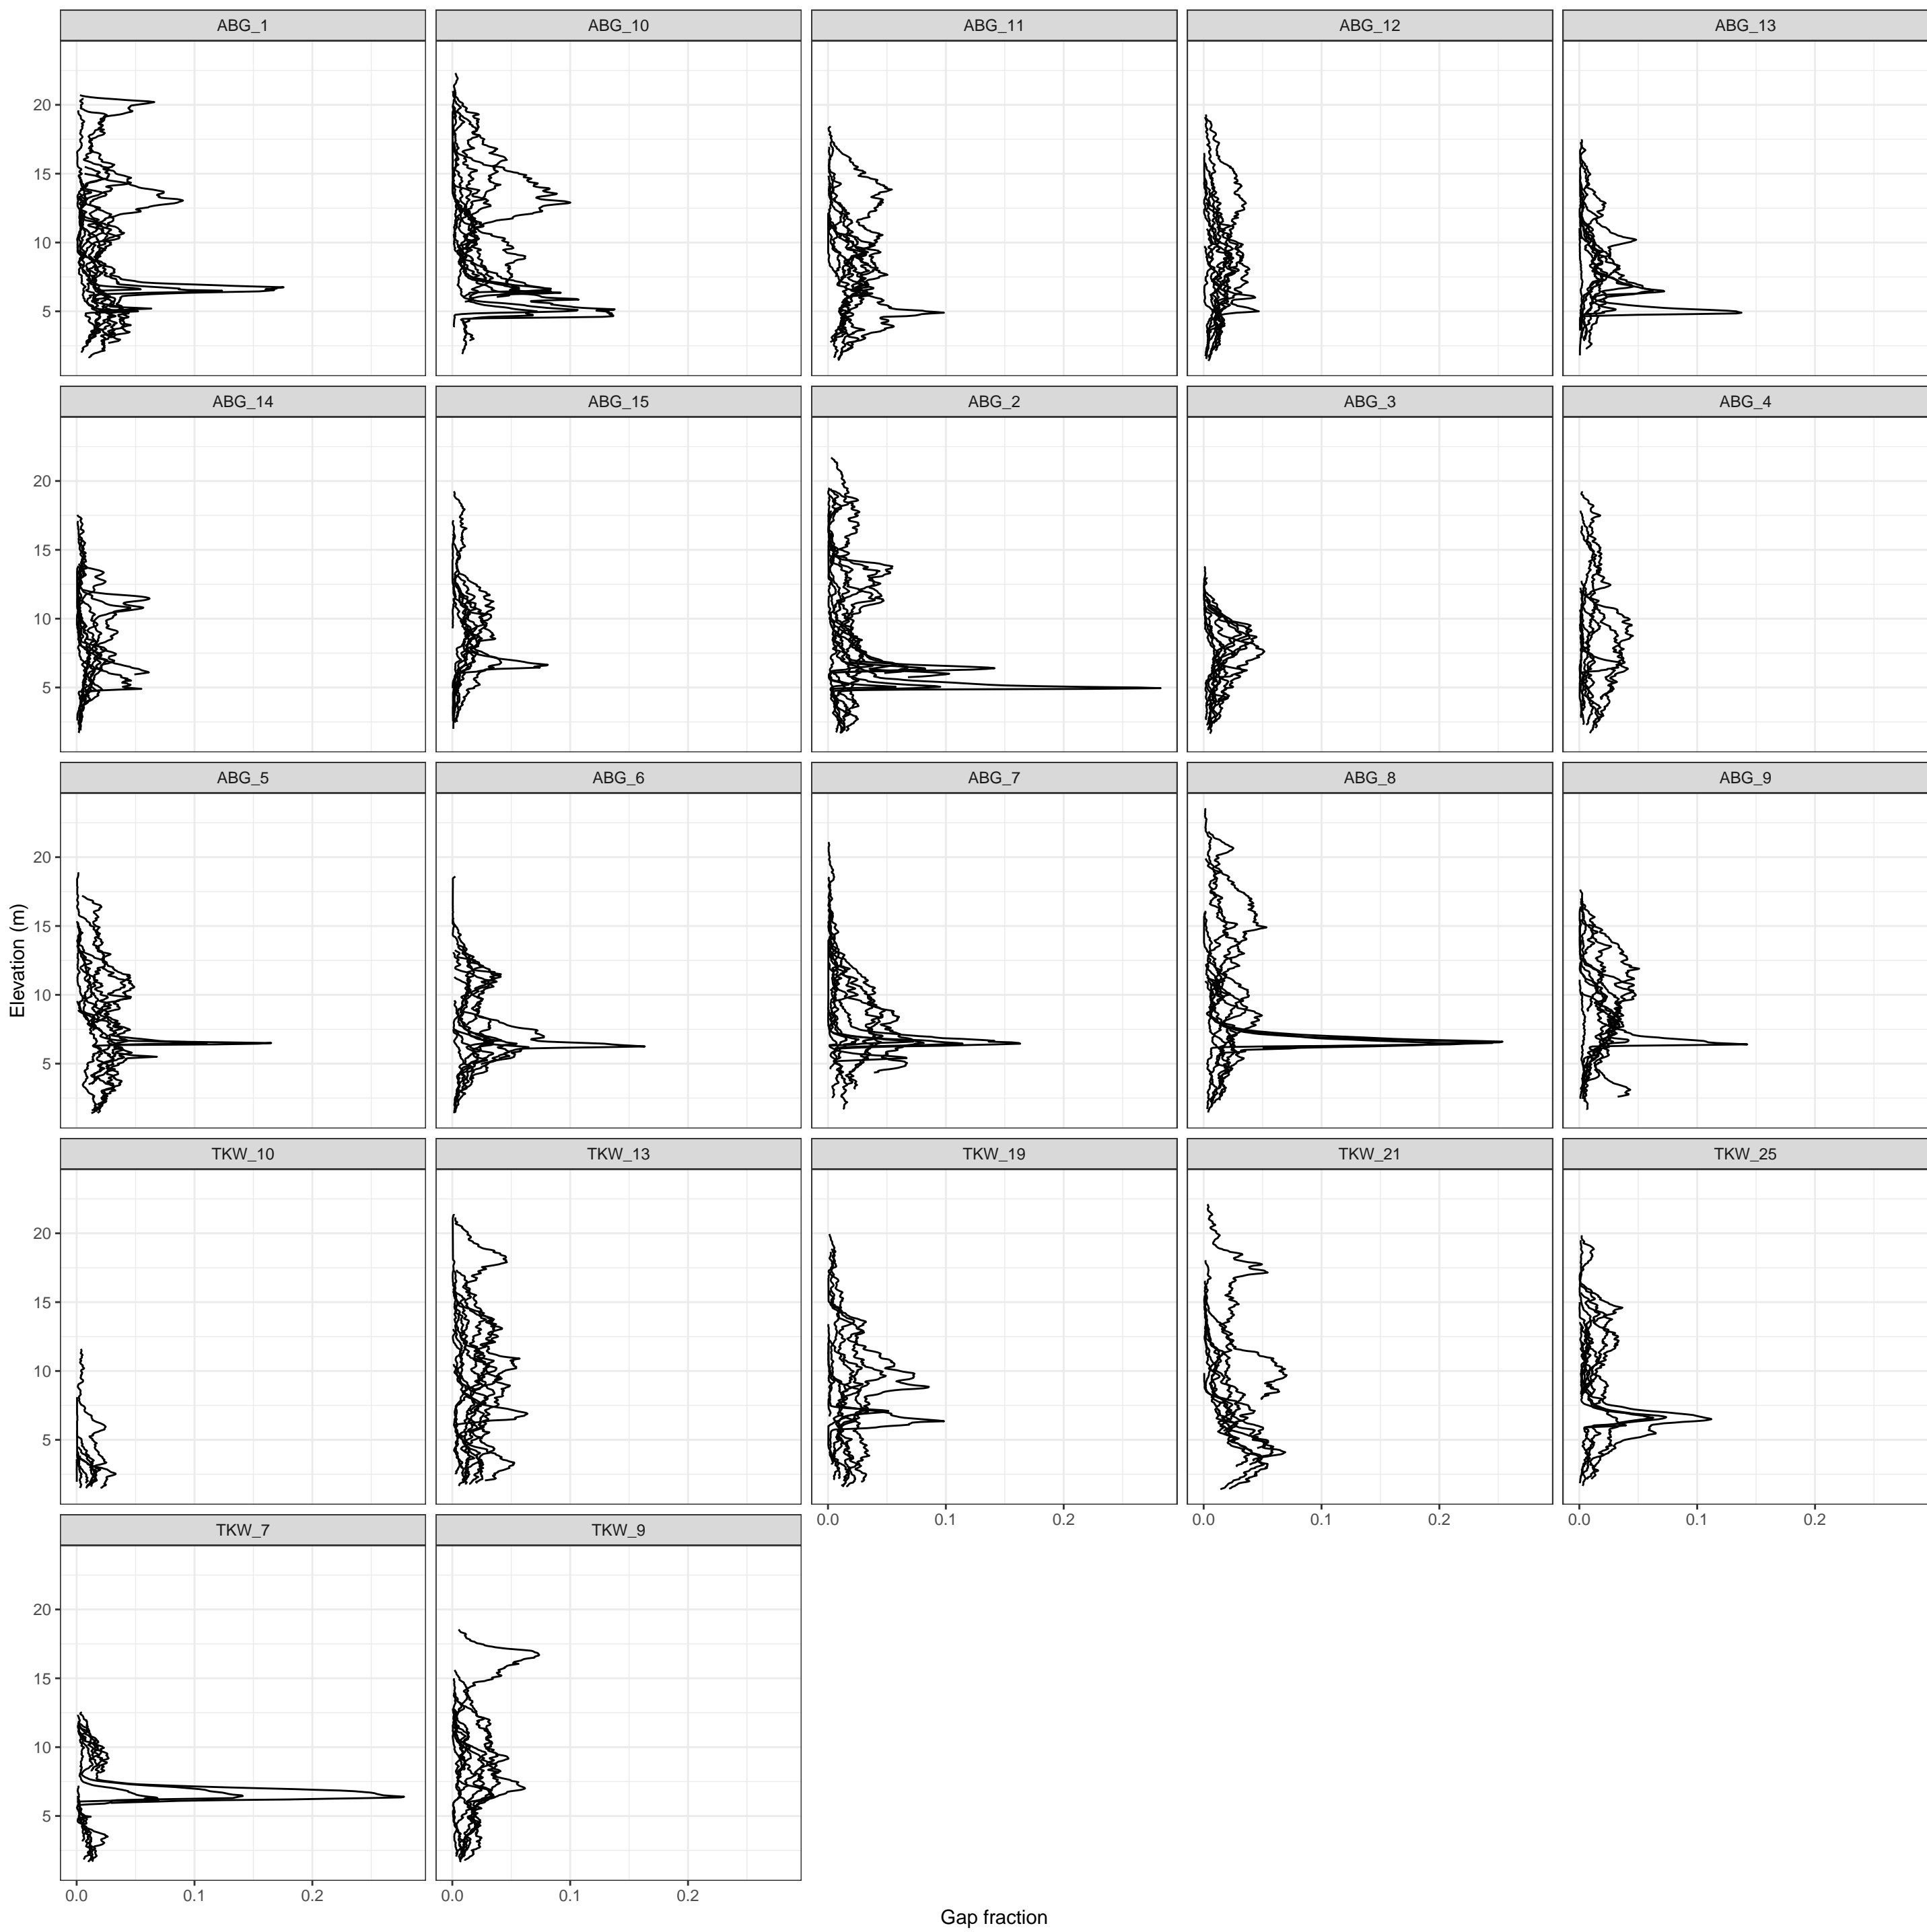 ABG_1 ABG_10 ABG_11 ABG_12 ABG_13
20
15
10
5
ABG_14 ABG_15 ABG_2 ABG_3 ABG_4
20
15
10
5
ABG_5 ABG_6 ABG_7 ABG_8 ABG_9
20
15
10
5
Elevation (m)
TKW_10 TKW_13 TKW_19 TKW_21 TKW_25
20
15
10
5
0.0 0.1 0.2 0.0 0.1 0.2 0.0 0.1 0.2
TKW_7 TKW_9
20
15
10
5
0.0 0.1 0.2 0.0 0.1 0.2
Gap fraction